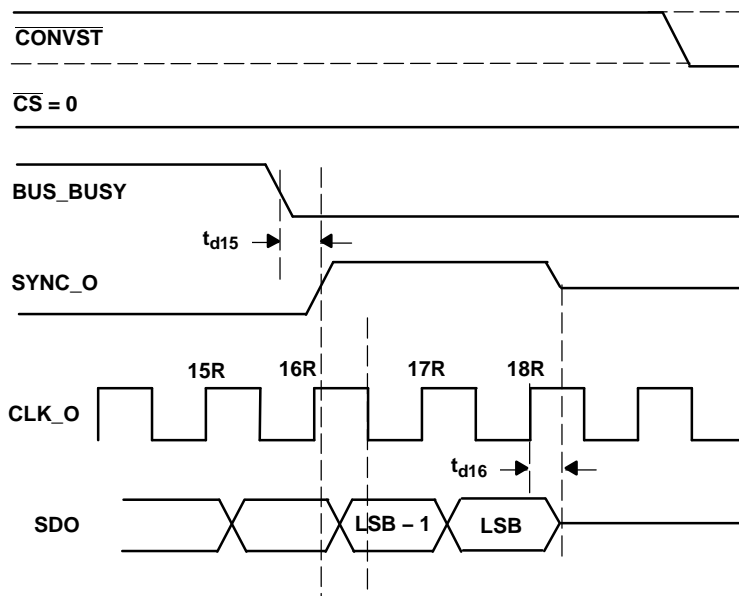 CONVST
CS = 0
BUS_BUSY
td15
SYNC_O
15R 16R 17R 18R
CLK_O
td16
SDO LSB – 1 LSB